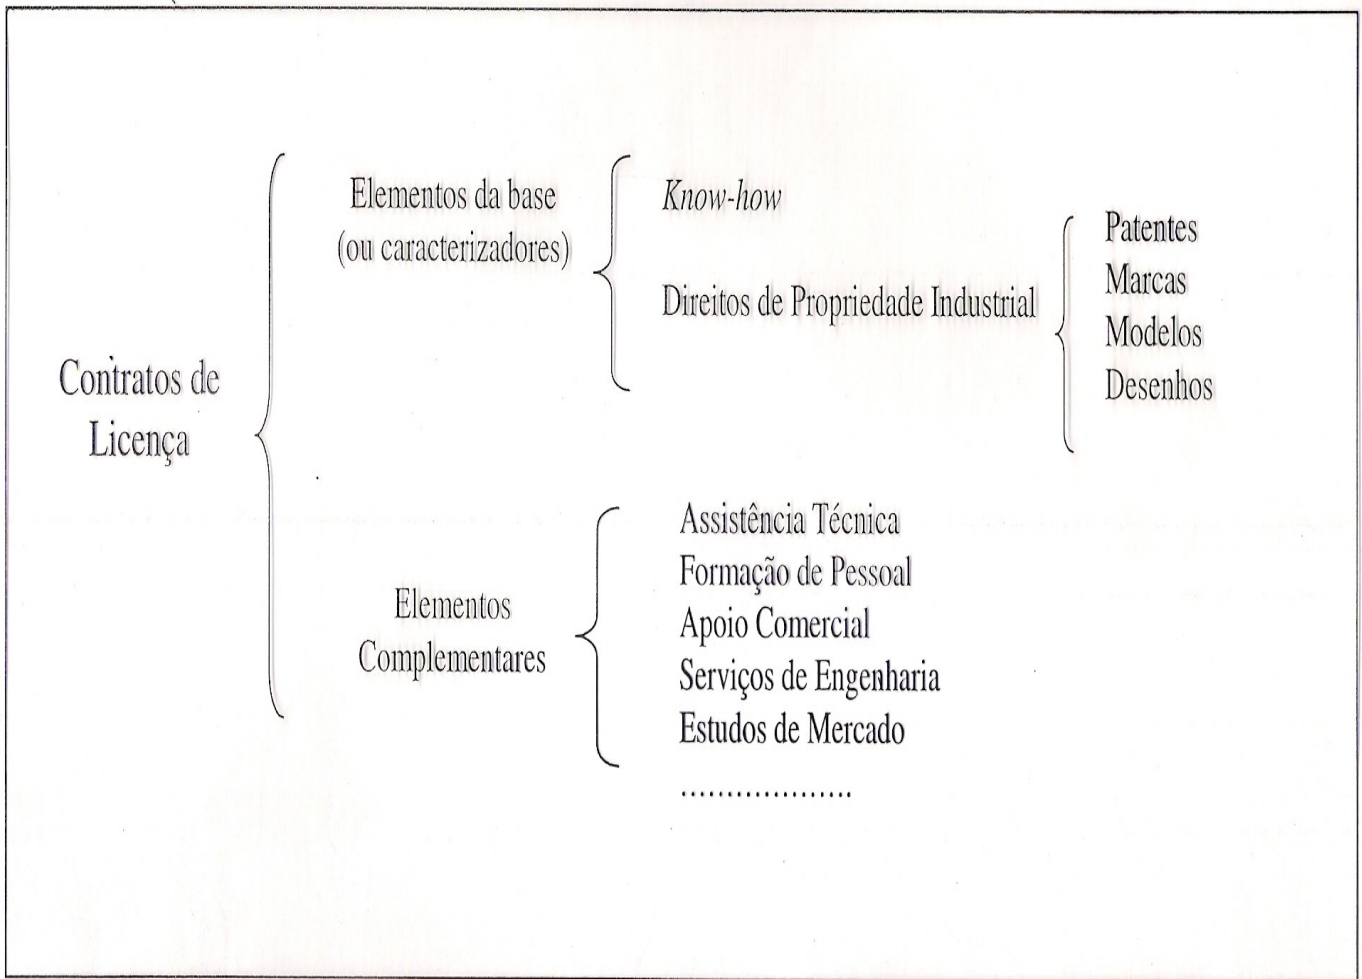 Contratos de
Licença
Elementos da base
(ou caracterizadores)
Know-how
Direitos de Propriedade Industrial
Patentes
Marcas
Modelos
Desenhos
Elementos
Complementares
Assistência Técnica
Formação de Pessoal
Apoio Comercial
Serviços de Engenharia
Estudos de Mercado
...................